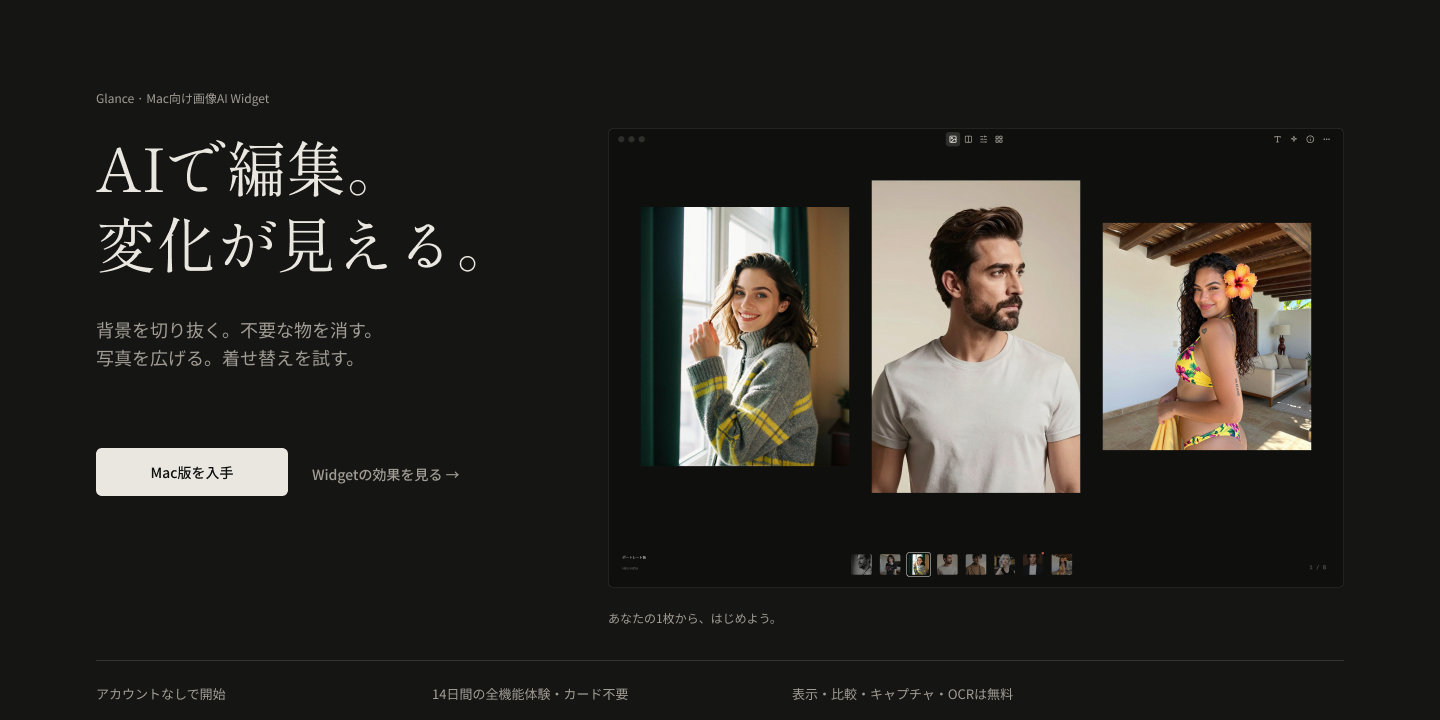 Glance · Mac向け画像AI Widget
AIで編集。
変化が見える。
背景を切り抜く。不要な物を消す。
写真を広げる。着せ替えを試す。
Mac版を入手
Widgetの効果を見る →
1 / 8
あなたの1枚から、はじめよう。
アカウントなしで開始
14日間の全機能体験・カード不要
表示・比較・キャプチャ・OCRは無料